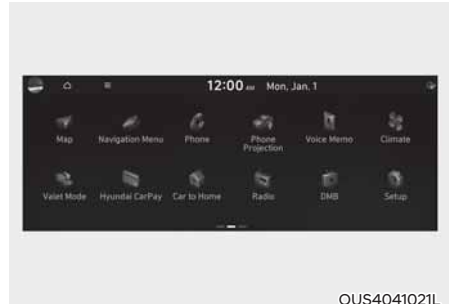 12:00 AM Mon, Jan. 1
Map Navigation Menu Phone Phone Projection Voice Memo Climate
Valet Mode Hyundai CarPay Car to Home Radio DMB Setup
OUS4041021L